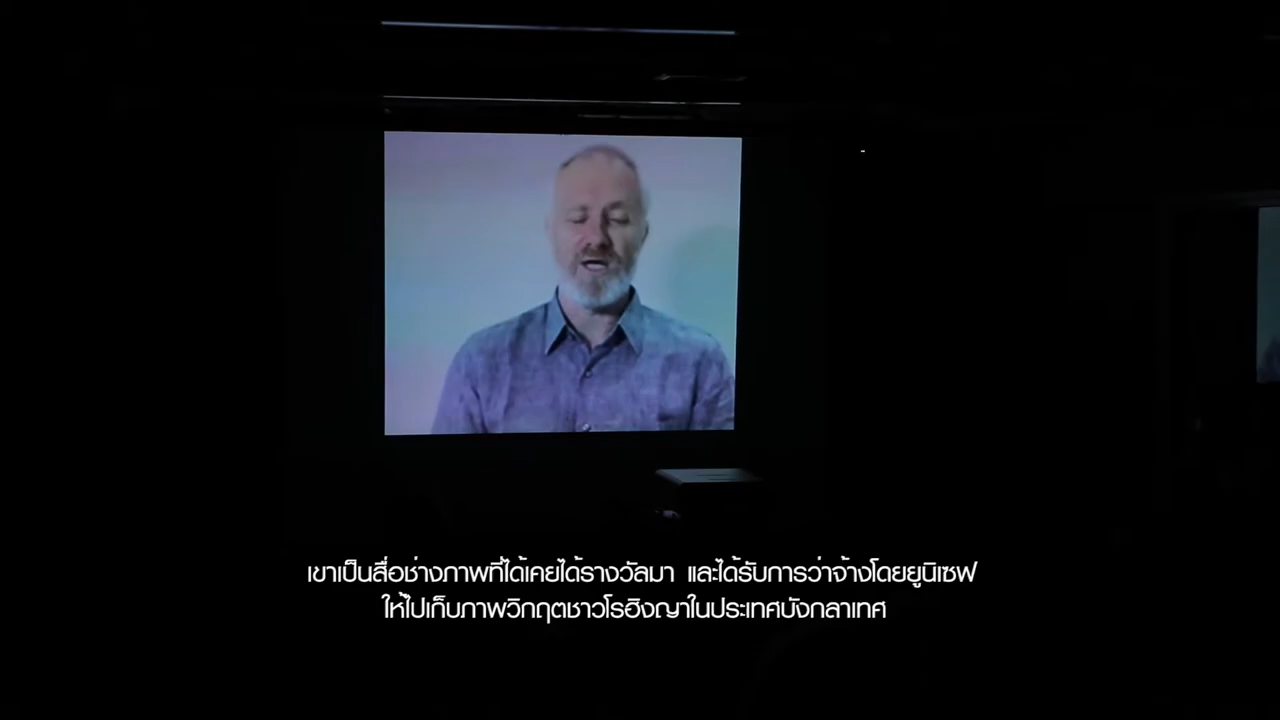 เขาเป็นสื่อช่างภาพที่ได้เคยได้รางวัลมา และได้รับการว่าจ้างโดยยูนิเซฟ
ให้ไปเก็บภาพวิกฤตชาวโรฮิงญาในประเทศบังกลาเทศ